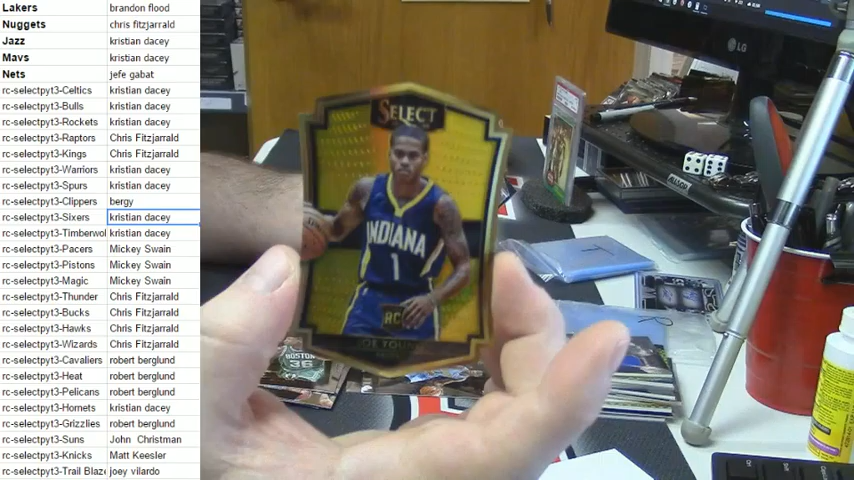 Lakers brandon flood
Nuggets chris fitzjarrald
Jazz kristian dacey
Mavs kristian dacey
Nets jefe gabat
rc-selectpyt3-Celtics kristian dacey
rc-selectpyt3-Bulls kristian dacey
rc-selectpyt3-Rockets kristian dacey
rc-selectpyt3-Raptors Chris Fitzjarrald
rc-selectpyt3-Kings Chris Fitzjarrald
rc-selectpyt3-Warriors kristian dacey
rc-selectpyt3-Spurs kristian dacey
rc-selectpyt3-Clippers bergy
rc-selectpyt3-Sixers kristian dacey
rc-selectpyt3-Timberwol kristian dacey
rc-selectpyt3-Pacers Mickey Swain
rc-selectpyt3-Pistons Mickey Swain
rc-selectpyt3-Magic Mickey Swain
rc-selectpyt3-Thunder Chris Fitzjarrald
rc-selectpyt3-Bucks Chris Fitzjarrald
rc-selectpyt3-Hawks Chris Fitzjarrald
rc-selectpyt3-Wizards Chris Fitzjarrald
rc-selectpyt3-Cavaliers robert berglund
rc-selectpyt3-Heat robert berglund
rc-selectpyt3-Pelicans robert berglund
rc-selectpyt3-Hornets kristian dacey
rc-selectpyt3-Grizzlies robert berglund
rc-selectpyt3-Suns John Christman
rc-selectpyt3-Knicks Matt Keesler
rc-selectpyt3-Trail Blaze joey vilardo
SELECT
INDIANA
1
RC
JOE YOUNG
LG
BOSTON
36